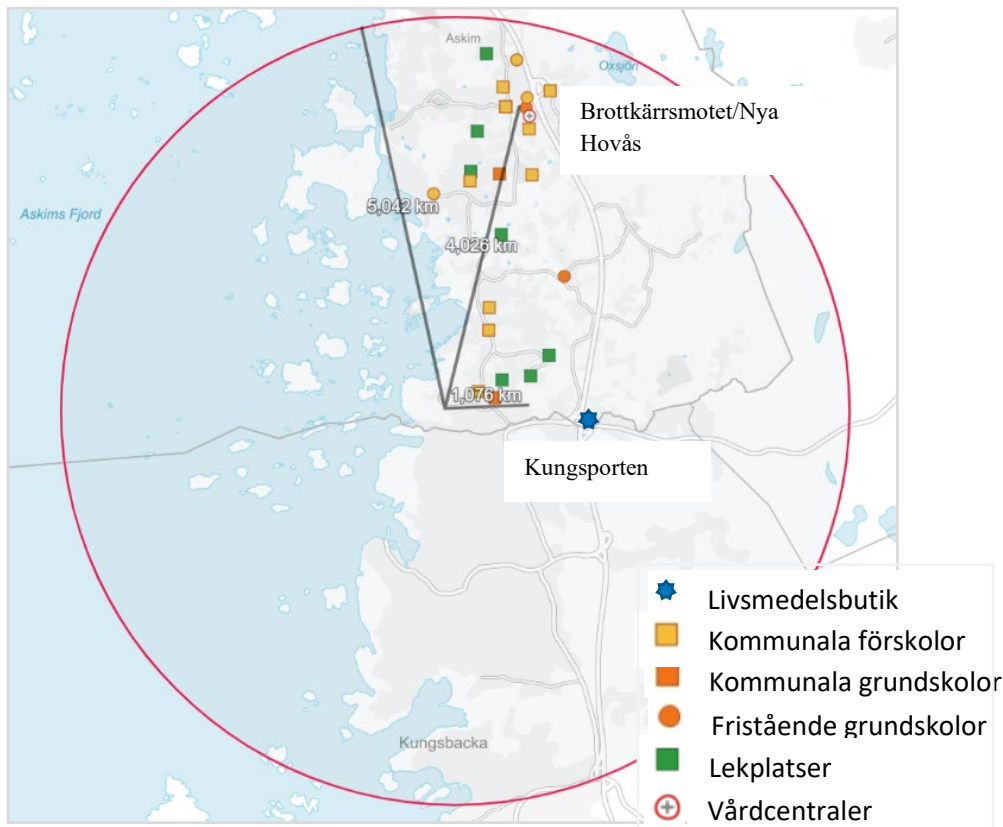 Askim
Oxsjön
Brottkärrsmotet/Nya
Hovås
5,042 km
Askims Fjord
4,026 km
1,076 km
Kungsporten
Livsmedelsbutik
Kommunala förskolor
Kommunala grundskolor
Fristående grundskolor
Lekplatser
Kungsbacka
Vårdcentraler